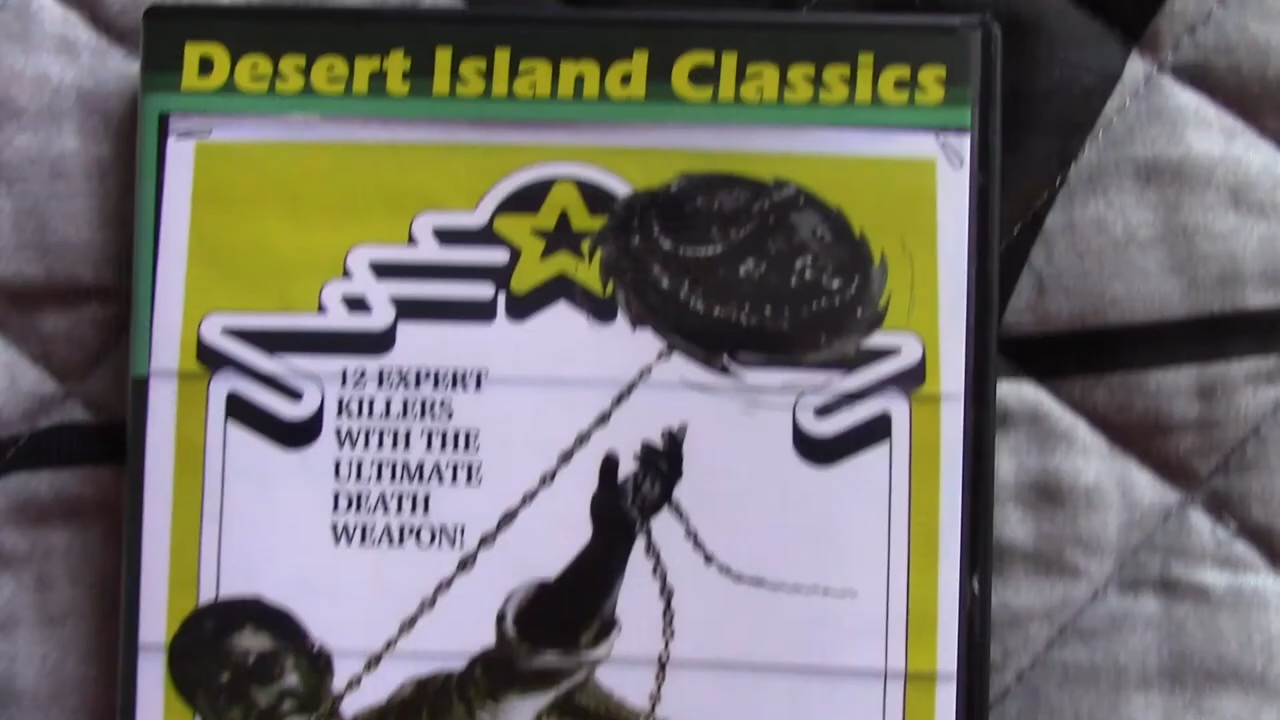 Desert Island Classics
12 EXPERT
KILLERS
WITH THE
ULTIMATE
DEATH
WEAPON!